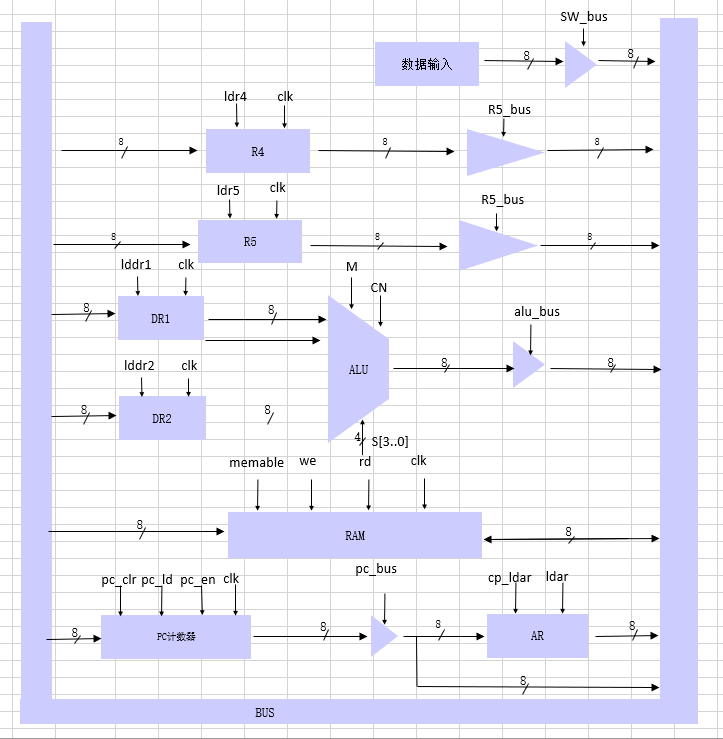 SW_bus
数据输入
8
8
ldr4
clk
R5_bus
8
R4
8
8
ldr5
clk
R5_bus
8
R5
8
8
lddr1
clk
M
CN
8
DR1
8
alu_bus
lddr2
clk
ALU
8
8
8
DR2
8
4
S[3..0]
memable
we
rd
clk
8
RAM
8
pc_clr
pc_ld
pc_en
clk
pc_bus
cp_ldar
ldar
8
PC计数器
8
8
AR
8
8
BUS